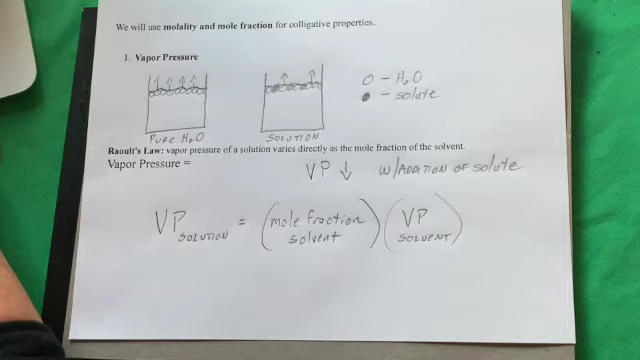 We will use molality and mole fraction for colligative properties.
1. Vapor Pressure
O - H₂O
● - solute
PURE H₂O
SOLUTION
Raoult's Law: vapor pressure of a solution varies directly as the mole fraction of the solvent.
Vapor Pressure =
VP ↓ w/ADDITION OF solute
VP SOLUTION = (mole fraction solvent) (VP SOLVENT)